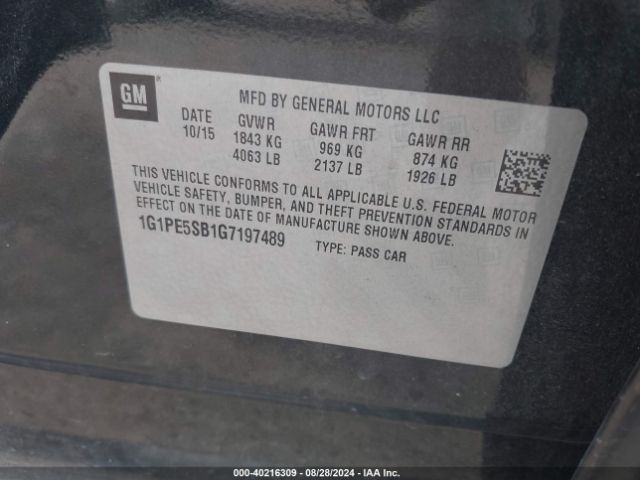 GM
MFD BY GENERAL MOTORS LLC
DATE GVWR GAWR FRT GAWR RR
10/15 1843 KG 969 KG 874 KG
4063 LB 2137 LB 1926 LB
THIS VEHICLE CONFORMS TO ALL APPLICABLE U.S. FEDERAL MOTOR
VEHICLE SAFETY, BUMPER, AND THEFT PREVENTION STANDARDS IN
EFFECT ON THE DATE OF MANUFACTURE SHOWN ABOVE.
1G1PE5SB1G7197489 TYPE: PASS CAR
000-40216309 - 08/28/2024 - IAA Inc.